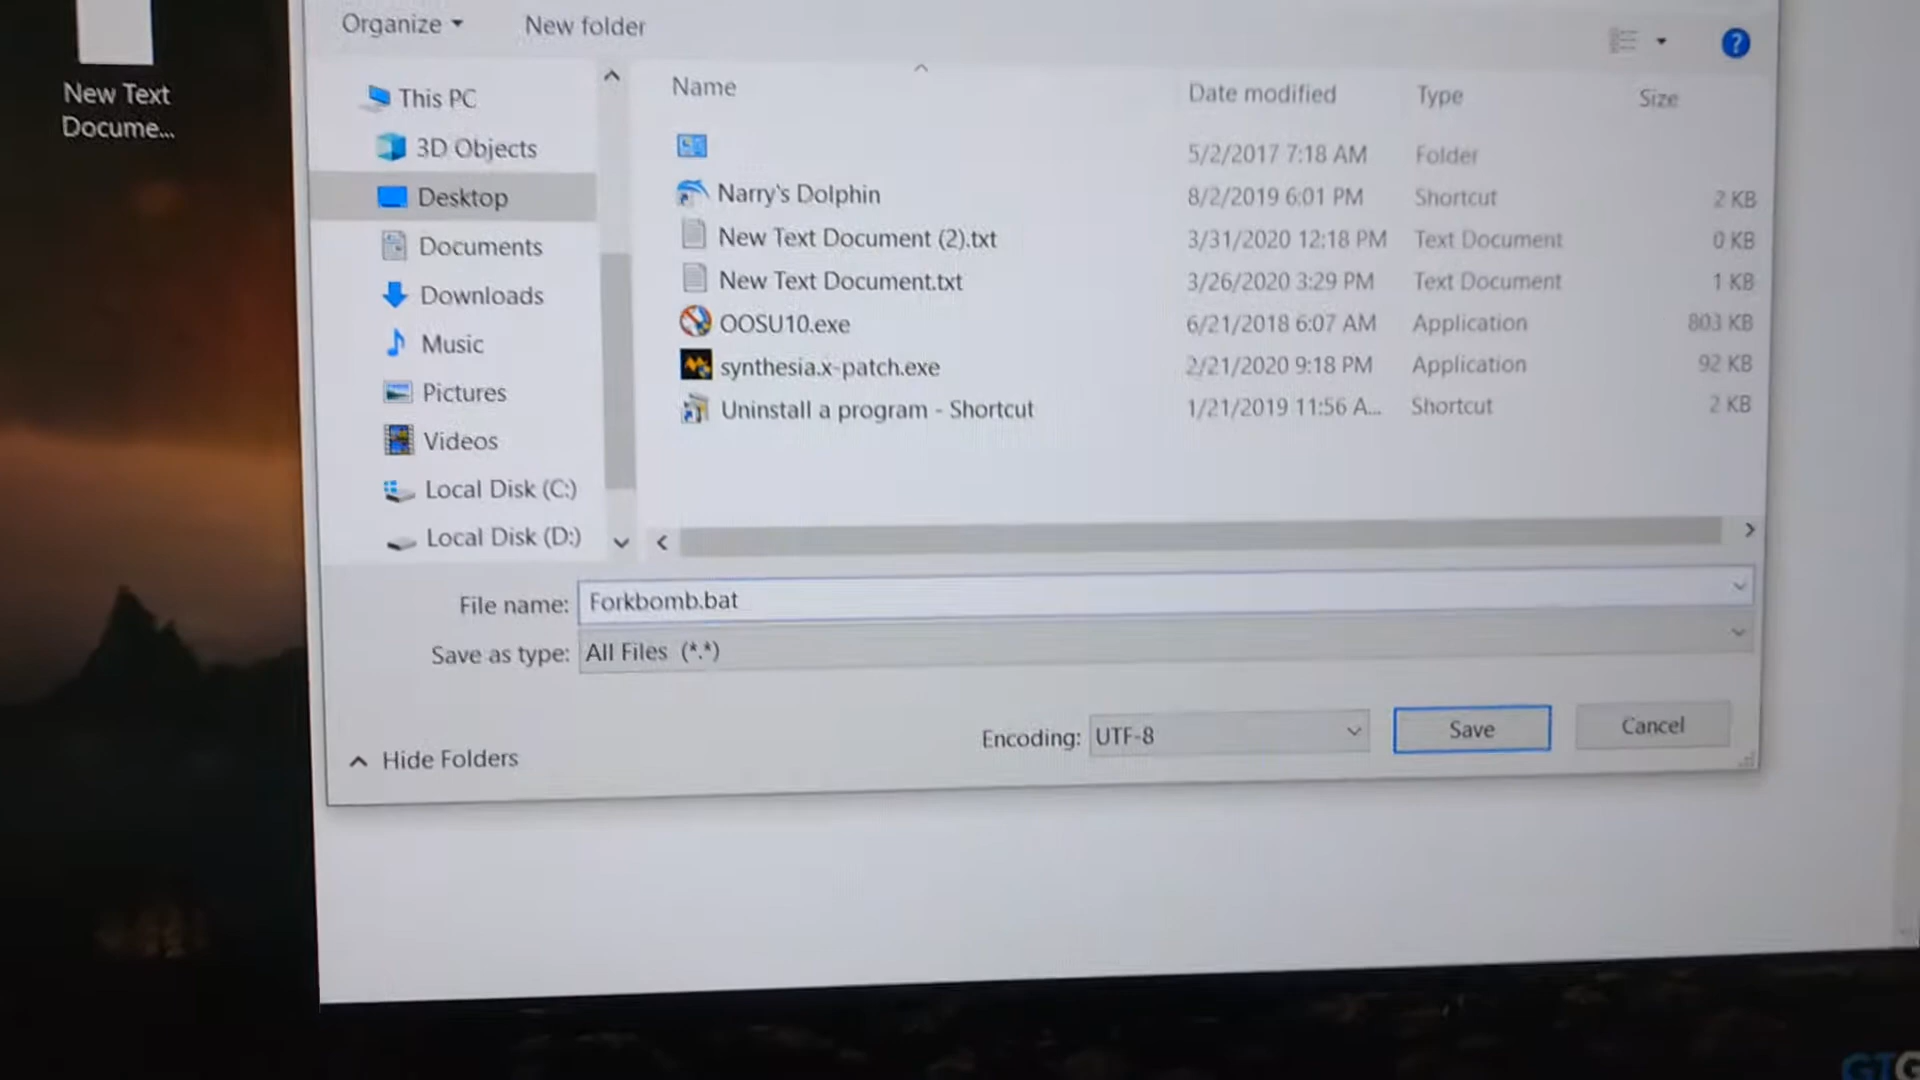 Organize
New folder
?
New Text
Docume...
Name
Date modified
Type
Size
This PC
3D Objects
Desktop
Documents
Downloads
Music
Pictures
Videos
Local Disk (C:)
Local Disk (D:)
5/2/2017 7:18 AM Folder
Narry's Dolphin 8/2/2019 6:01 PM Shortcut 2 KB
New Text Document (2).txt 3/31/2020 12:18 PM Text Document 0 KB
New Text Document.txt 3/26/2020 3:29 PM Text Document 1 KB
OOSU10.exe 6/21/2018 6:07 AM Application 803 KB
synthesia.x-patch.exe 2/21/2020 9:18 PM Application 92 KB
Uninstall a program - Shortcut 1/21/2019 11:56 A... Shortcut 2 KB
File name: Forkbomb.bat
Save as type: All Files (*.*)
Hide Folders
Encoding: UTF-8
Save
Cancel